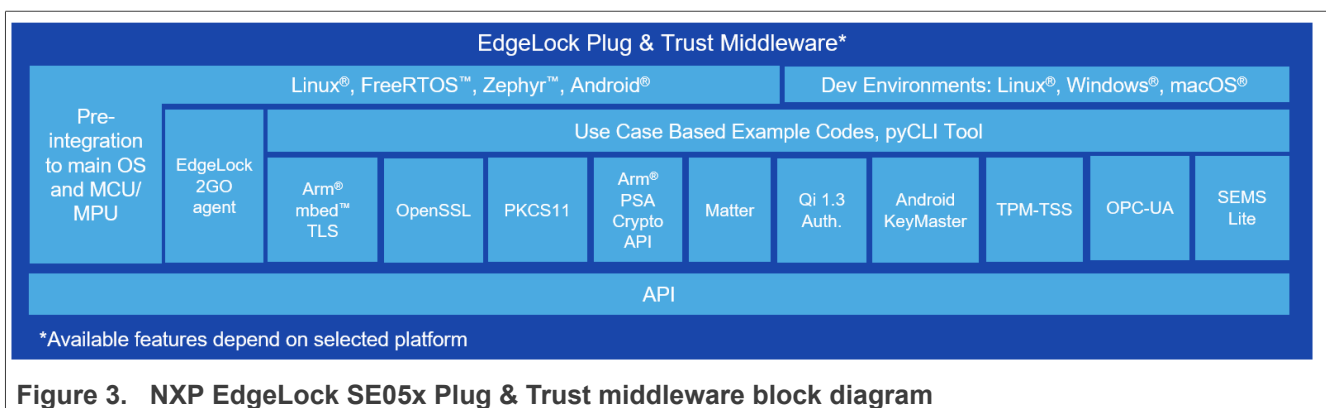 EdgeLock Plug & Trust Middleware*
Linux®, FreeRTOS™, Zephyr™, Android®
Dev Environments: Linux®, Windows®, macOS®
Pre-
integration
to main OS
and MCU/
MPU
EdgeLock
2GO
agent
Use Case Based Example Codes, pyCLI Tool
Arm®
mbed™
TLS
OpenSSL
PKCS11
Arm®
PSA
Crypto
API
Matter
Qi 1.3
Auth.
Android
KeyMaster
TPM-TSS
OPC-UA
SEMS
Lite
API
*Available features depend on selected platform
Figure 3. NXP EdgeLock SE05x Plug & Trust middleware block diagram